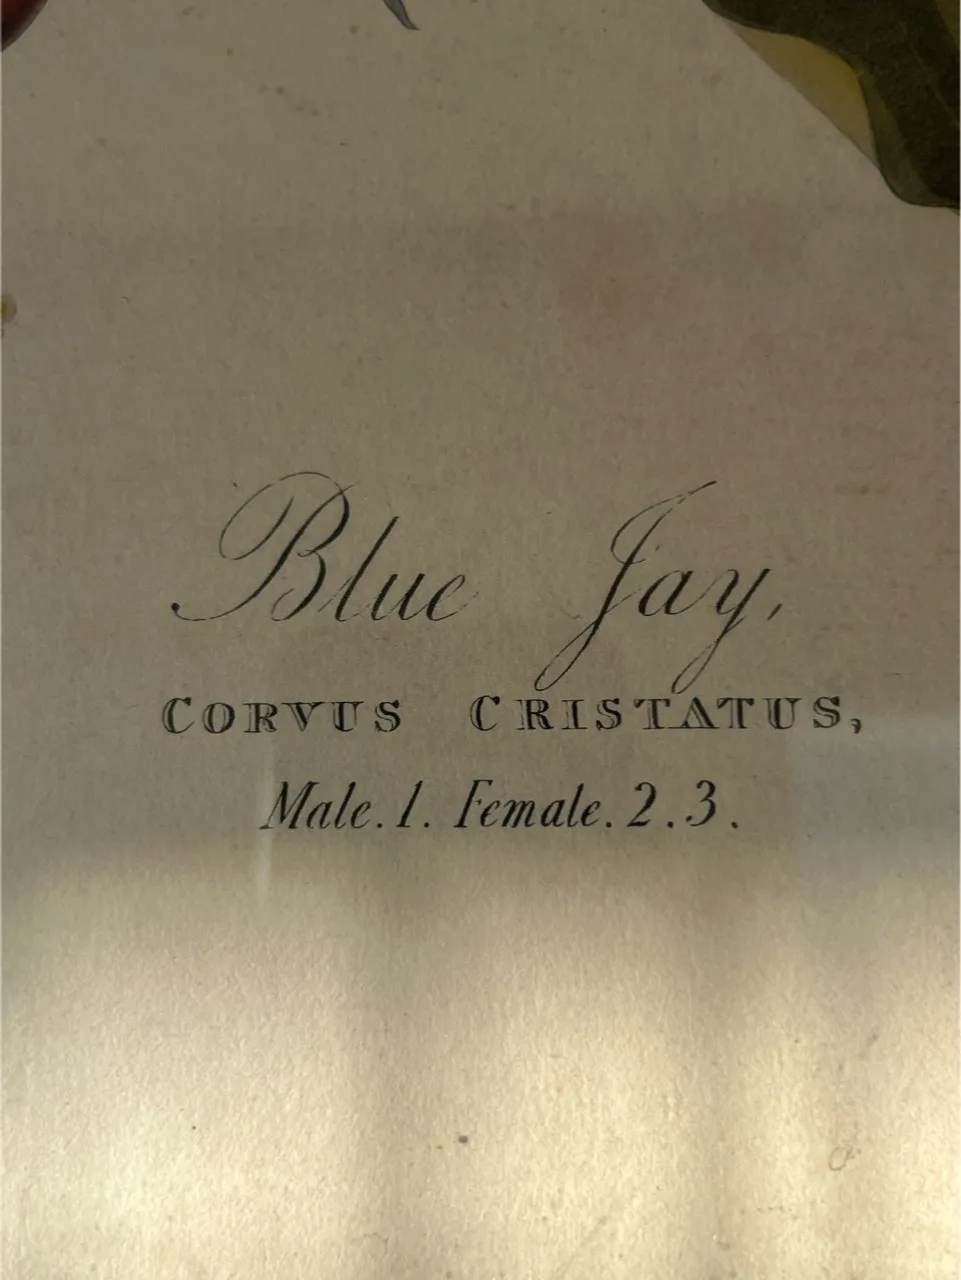 Blue Jay,
CORVUS CRISTATUS,
Male. 1. Female. 2. 3.